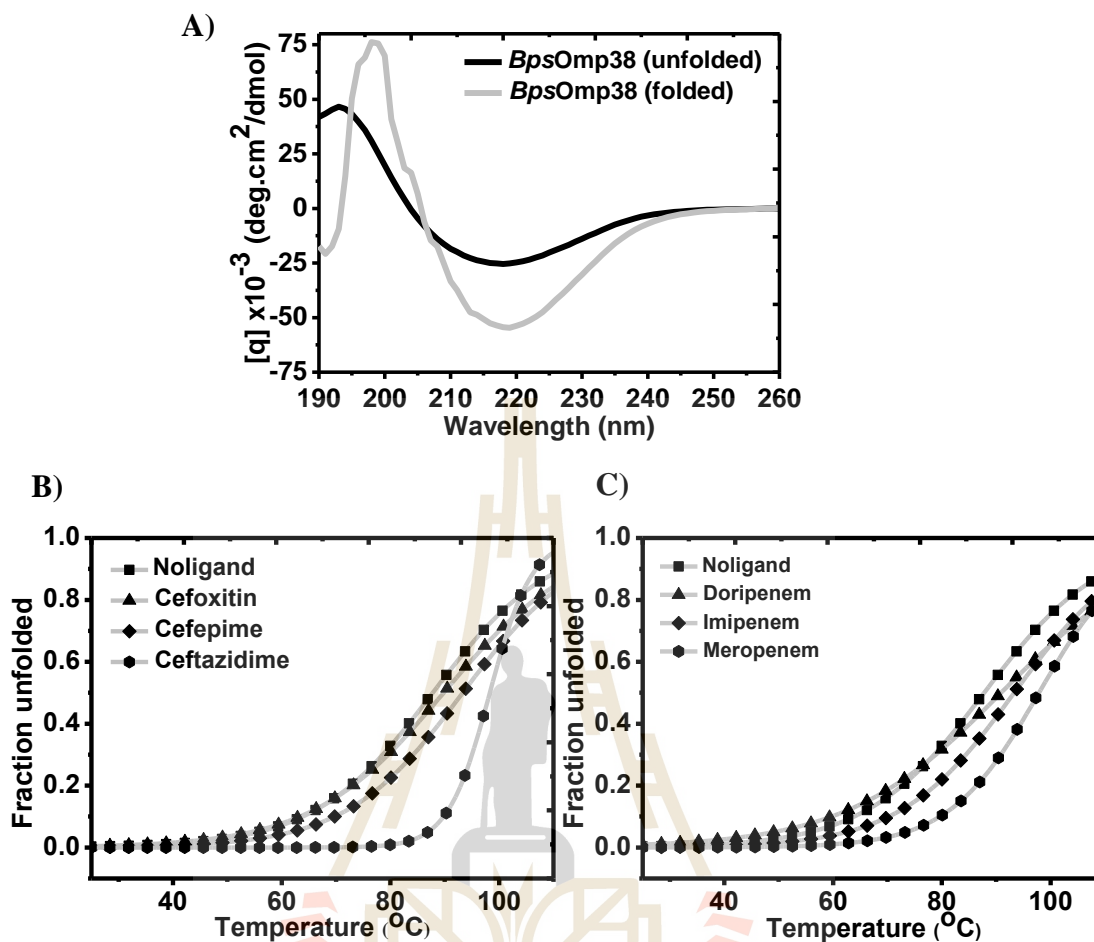 A)
BpsOmp38 (unfolded)
BpsOmp38 (folded)
75
50
25
0
-25
-50
-75
[q] x10⁻³ (deg.cm²/dmol)
190 200 210 220 230 240 250 260
Wavelength (nm)
B)
Noligand
Cefoxitin
Cefepime
Ceftazidime
1.0
0.8
0.6
0.4
0.2
0.0
Fraction unfolded
40 60 80 100
Temperature (OC)
C)
Noligand
Doripenem
Imipenem
Meropenem
1.0
0.8
0.6
0.4
0.2
0.0
Fraction unfolded
40 60 80 100
Temperature (OC)